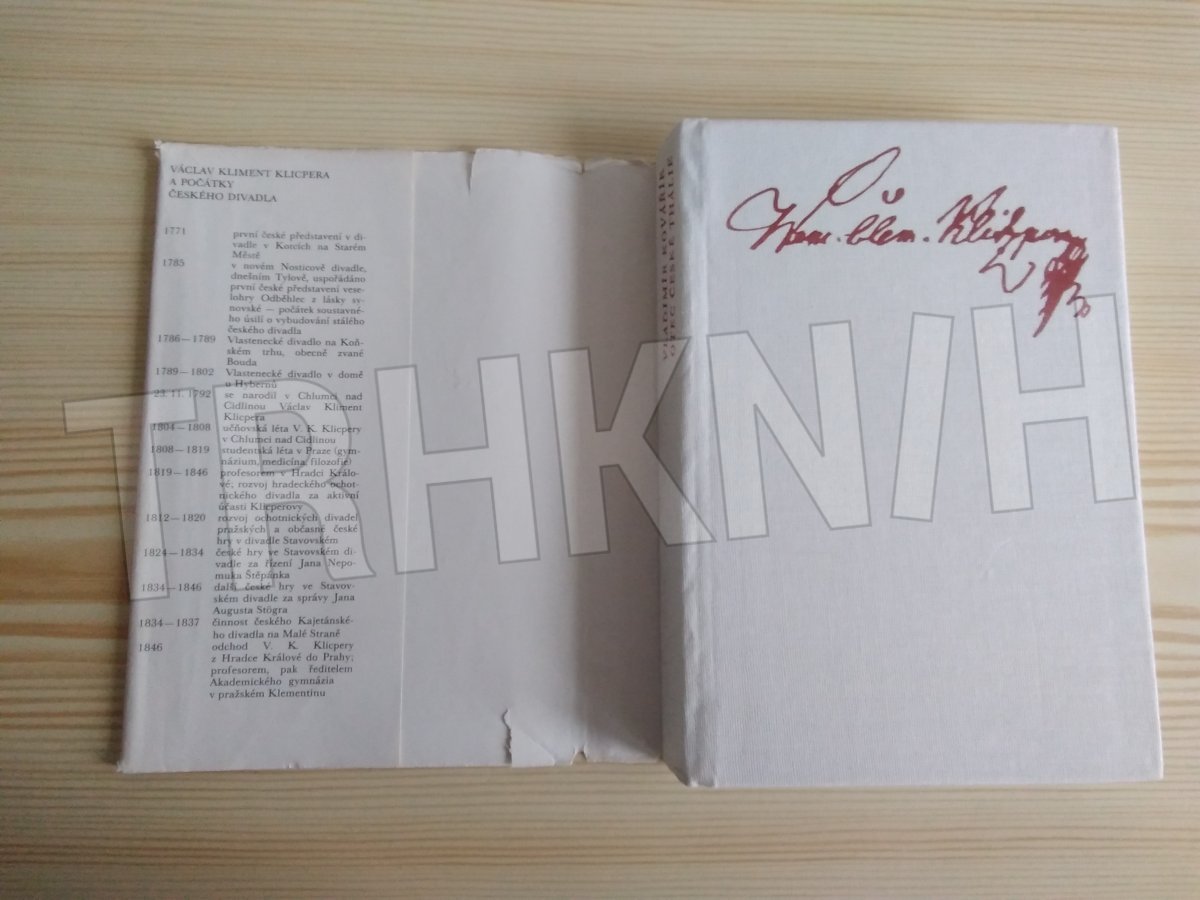 VÁCLAV KLIMENT KLICPERA
A POČÁTKY
ČESKÉHO DIVADLA
1771 první české představení v di-
vadle v Kotcích na Starém
Městě
1785 v novém Nosticově divadle,
dnešním Tylově, uspořádáno
první české představení vese-
lohry Odběhlec z lásky sy-
novské — počátek soustavné-
ho úsilí o vybudování stálého
českého divadla
1786—1789 Vlastenecké divadlo na Koň-
ském trhu, obecně zvané
Bouda
1789—1802 Vlastenecké divadlo v domě
u Hybernů
23. 11. 1792 se narodil v Chlumci nad
Cidlinou Václav Kliment
Klicpera
1804—1808 učňovská léta V. K. Klicpery
v Chlumci nad Cidlinou
1808—1819 studentská léta v Praze (gym-
názium, medicína, filozofie)
1819—1846 profesorem v Hradci Králo-
vé; rozvoj hradeckého ochot-
nického divadla za aktivní
účasti Klicperovy
1812—1820 rozvoj ochotnických divadel
pražských a občasné české
hry v divadle Stavovském
1824—1834 české hry ve Stavovském di-
vadle za řízení Jana Nepo-
muka Štěpánka
1834—1846 další české hry ve Stavov-
ském divadle za správy Jana
Augusta Stögra
1834—1837 činnost českého Kajetánské-
ho divadla na Malé Straně
1846 odchod V. K. Klicpery
z Hradce Králové do Prahy;
profesorem, pak ředitelem
Akademického gymnázia
v pražském Klementinu
VLADIMÍR KOVÁŘÍK
OTEC ČESKÉ THÁLIE
TRHKNIH